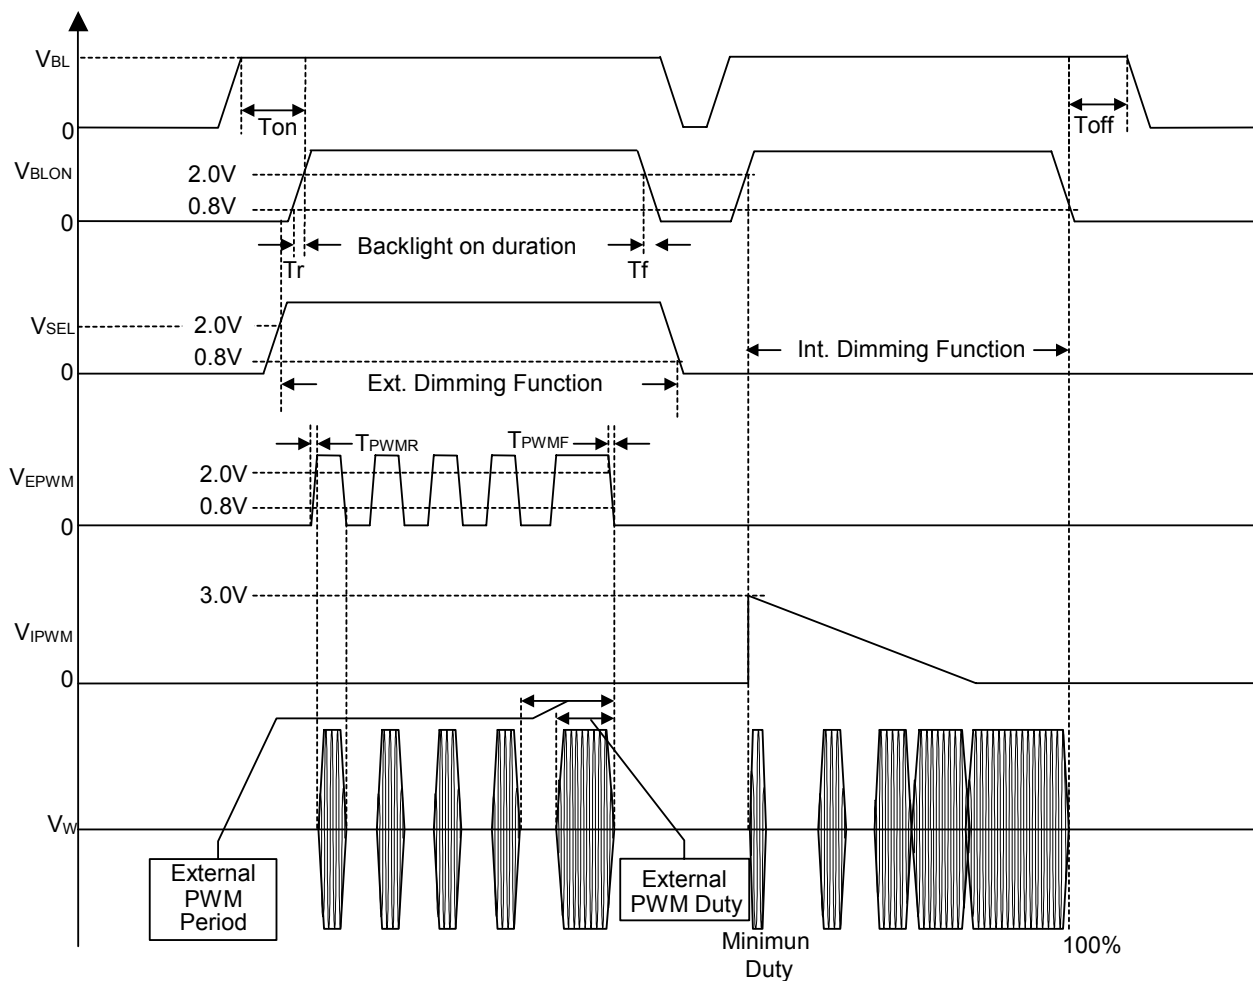 VBL
Ton
Toff
0
VBLON
2.0V
0.8V
0
Backlight on duration
Tr
Tf
VSEL
2.0V
0.8V
0
Int. Dimming Function
Ext. Dimming Function
TPWMR
TPWMF
VEPWM
2.0V
0.8V
0
3.0V
VIPWM
0
VW
External
PWM
Period
External
PWM Duty
Minimun
Duty
100%